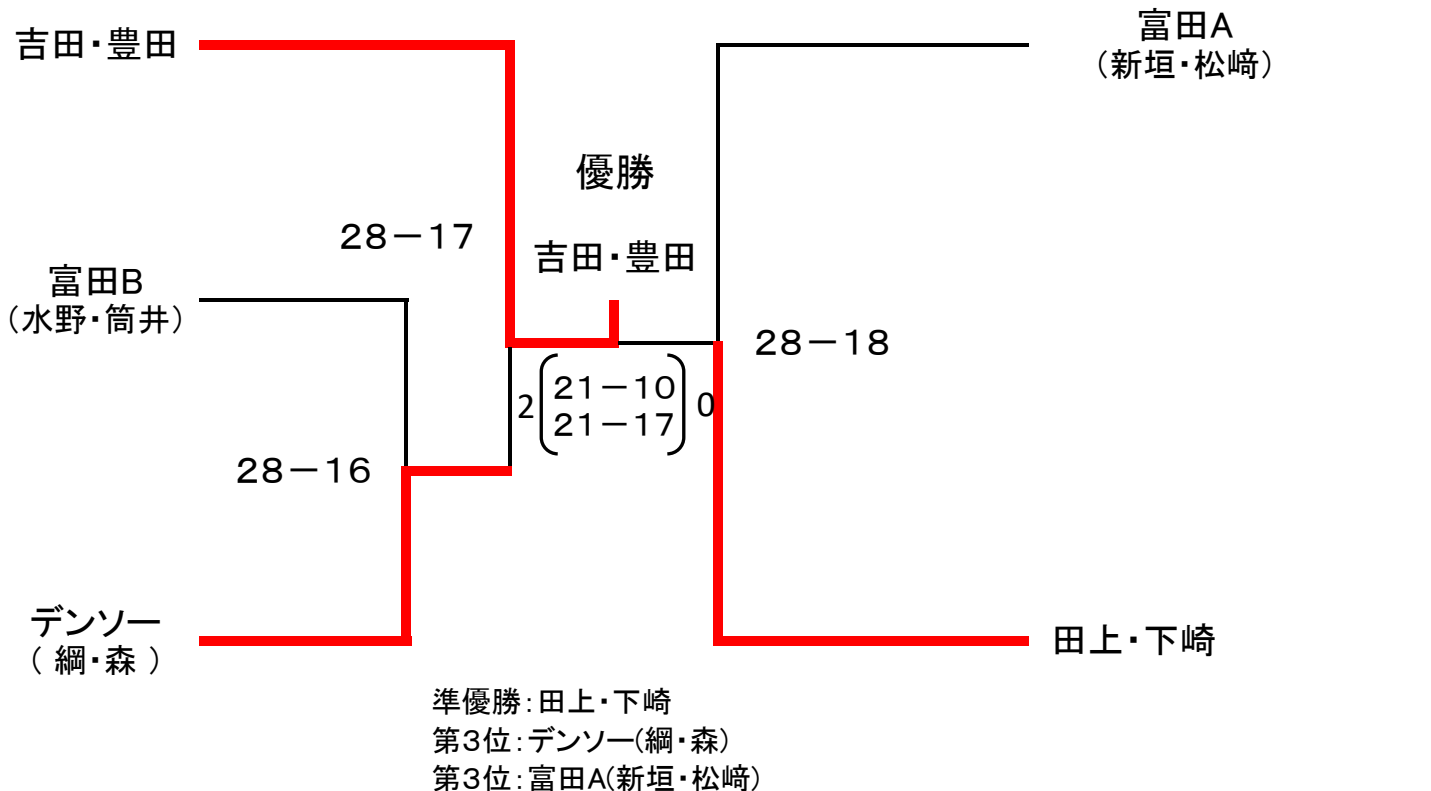 吉田・豊田
富田A
（新垣・松﨑）
優勝
吉田・豊田
２８－１７
富田B
（水野・筒井）
２８－１８
2
２１－１０
２１－１７
0
２８－１６
デンソー
（ 綱・森 ）
田上・下崎
準優勝：田上・下崎
第３位：デンソー(綱・森)
第３位：富田A(新垣・松﨑)